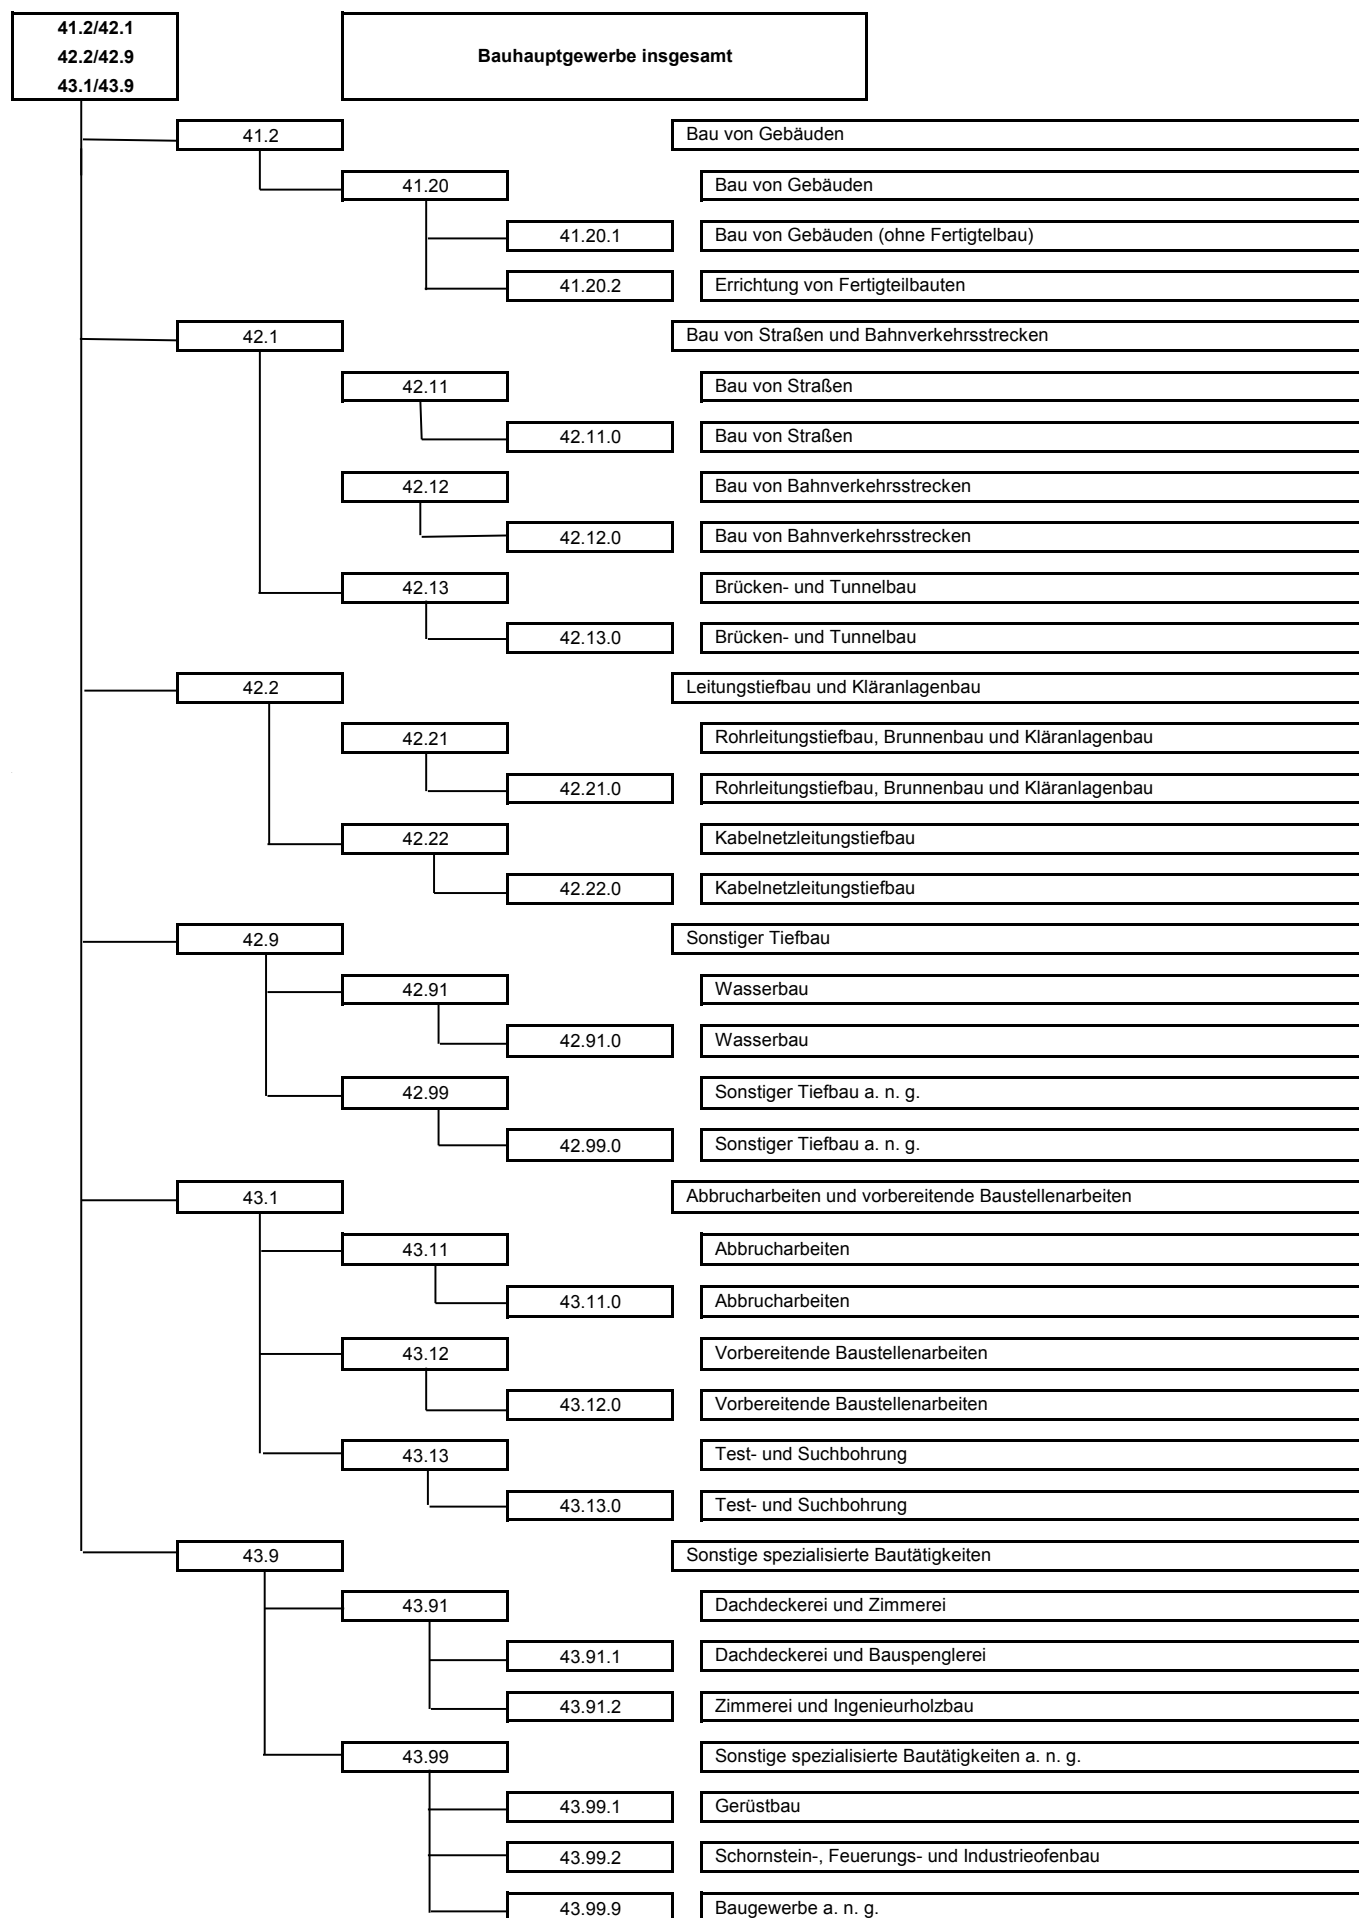 41.2/42.1
42.2/42.9
43.1/43.9
Bauhauptgewerbe insgesamt
41.2 Bau von Gebäuden
41.20 Bau von Gebäuden
41.20.1 Bau von Gebäuden (ohne Fertigtelbau)
41.20.2 Errichtung von Fertigteilbauten
42.1 Bau von Straßen und Bahnverkehrsstrecken
42.11 Bau von Straßen
42.11.0 Bau von Straßen
42.12 Bau von Bahnverkehrsstrecken
42.12.0 Bau von Bahnverkehrsstrecken
42.13 Brücken- und Tunnelbau
42.13.0 Brücken- und Tunnelbau
42.2 Leitungstiefbau und Kläranlagenbau
42.21 Rohrleitungstiefbau, Brunnenbau und Kläranlagenbau
42.21.0 Rohrleitungstiefbau, Brunnenbau und Kläranlagenbau
42.22 Kabelnetzleitungstiefbau
42.22.0 Kabelnetzleitungstiefbau
42.9 Sonstiger Tiefbau
42.91 Wasserbau
42.91.0 Wasserbau
42.99 Sonstiger Tiefbau a. n. g.
42.99.0 Sonstiger Tiefbau a. n. g.
43.1 Abbrucharbeiten und vorbereitende Baustellenarbeiten
43.11 Abbrucharbeiten
43.11.0 Abbrucharbeiten
43.12 Vorbereitende Baustellenarbeiten
43.12.0 Vorbereitende Baustellenarbeiten
43.13 Test- und Suchbohrung
43.13.0 Test- und Suchbohrung
43.9 Sonstige spezialisierte Bautätigkeiten
43.91 Dachdeckerei und Zimmerei
43.91.1 Dachdeckerei und Bauspenglerei
43.91.2 Zimmerei und Ingenieurholzbau
43.99 Sonstige spezialisierte Bautätigkeiten a. n. g.
43.99.1 Gerüstbau
43.99.2 Schornstein-, Feuerungs- und Industrieofenbau
43.99.9 Baugewerbe a. n. g.